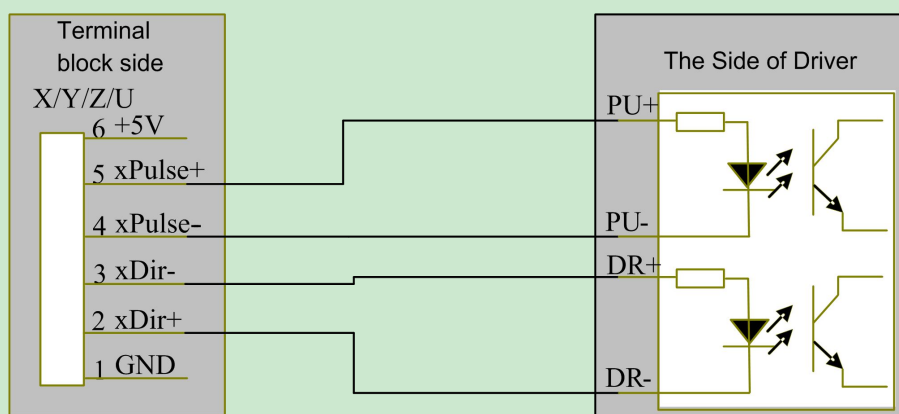 Terminal
block side
X/Y/Z/U
6 +5V
5 xPulse+
4 xPulse-
3 xDir-
2 xDir+
1 GND
The Side of Driver
PU+
PU-
DR+
DR-